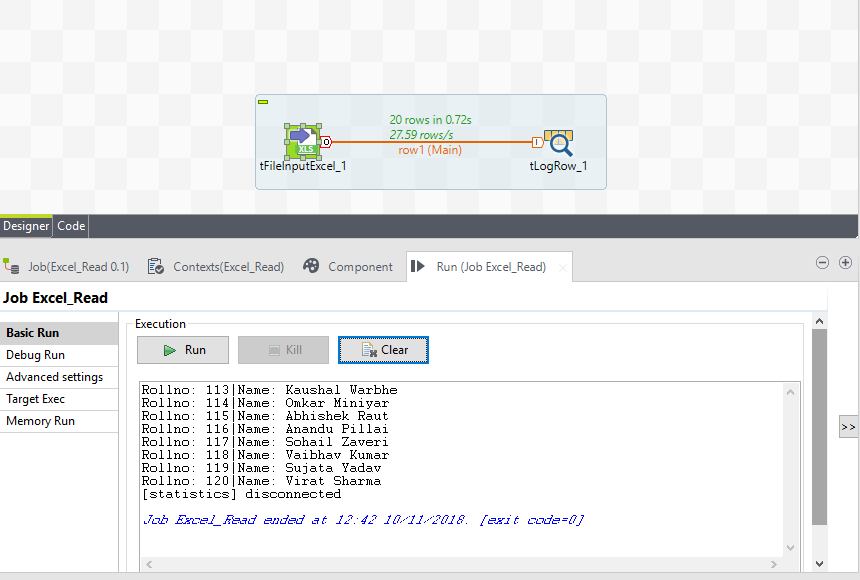 20 rows in 0.72s
27.59 rows/s
row1 (Main)
O
I
XLS
tFileInputExcel_1
tLogRow_1
Designer
Code
Job(Excel_Read 0.1)
Contexts(Excel_Read)
Component
Run (Job Excel_Read)
Job Excel_Read
Basic Run
Debug Run
Advanced settings
Target Exec
Memory Run
Execution
Run
Kill
Clear
Rollno: 113|Name: Kaushal Warbhe
Rollno: 114|Name: Omkar Miniyar
Rollno: 115|Name: Abhishek Raut
Rollno: 116|Name: Anandu Pillai
Rollno: 117|Name: Sohail Zaveri
Rollno: 118|Name: Vaibhav Kumar
Rollno: 119|Name: Sujata Yadav
Rollno: 120|Name: Virat Sharma
[statistics] disconnected
Job Excel_Read ended at 12:42 10/11/2018. [exit code=0]
>>